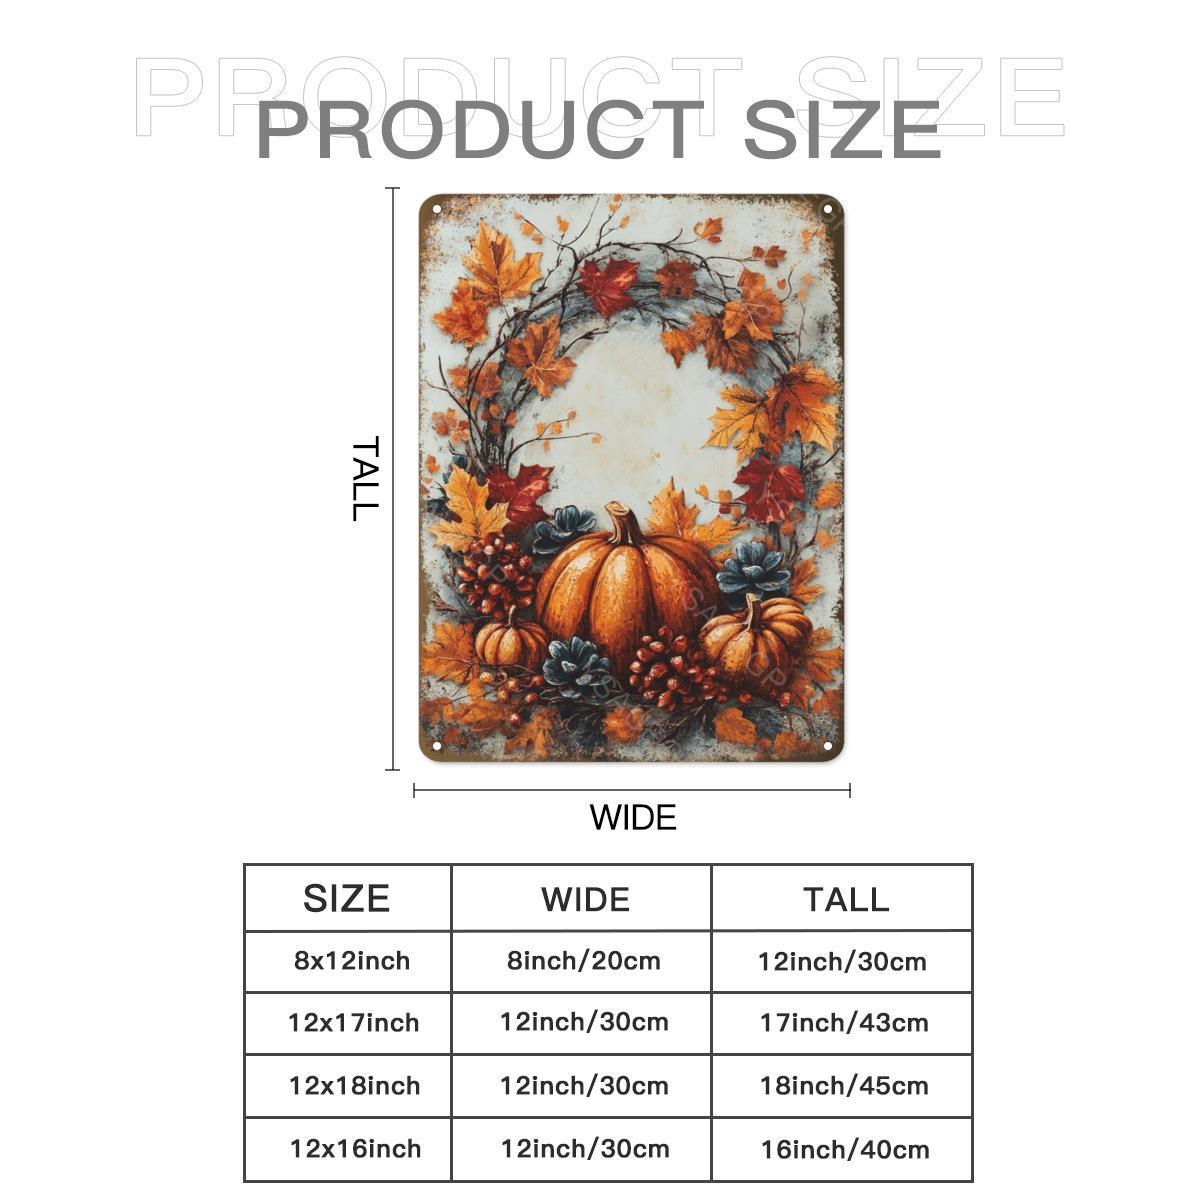 PRODUCT SIZE
PRODUCT SIZE
TALL
WIDE
SIZE WIDE TALL
8x12inch 8inch/20cm 12inch/30cm
12x17inch 12inch/30cm 17inch/43cm
12x18inch 12inch/30cm 18inch/45cm
12x16inch 12inch/30cm 16inch/40cm